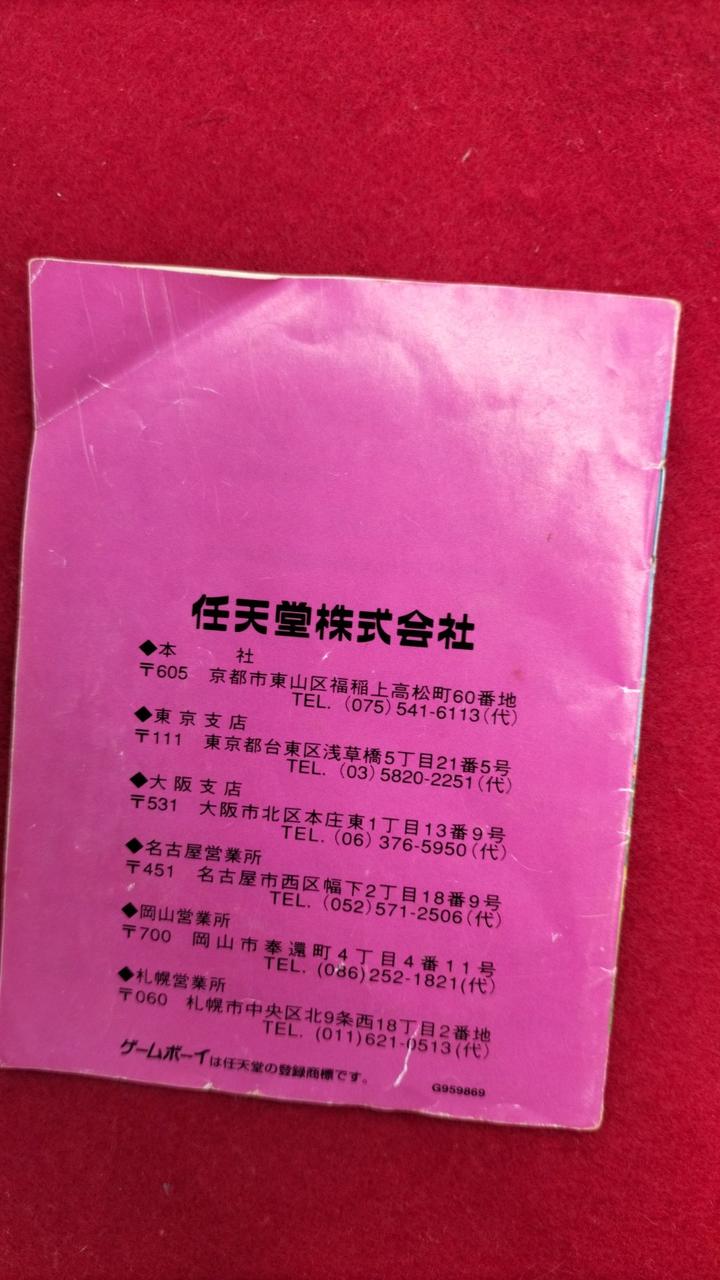 任天堂株式会社
◆本　　　社
〒605　京都市東山区福稲上高松町60番地
TEL. (075) 541-6113(代)
◆東京支店
〒111　東京都台東区浅草橋5丁目21番5号
TEL. (03) 5820-2251(代)
◆大阪支店
〒531　大阪市北区本庄東1丁目13番9号
TEL. (06) 376-5950(代)
◆名古屋営業所
〒451　名古屋市西区幅下2丁目18番9号
TEL. (052)571-2506(代)
◆岡山営業所
〒700　岡山市奉還町4丁目4番11号
TEL. (086)252-1821(代)
◆札幌営業所
〒060　札幌市中央区北9条西18丁目2番地
TEL. (011)621-0513(代)
ゲームボーイは任天堂の登録商標です。
G959869